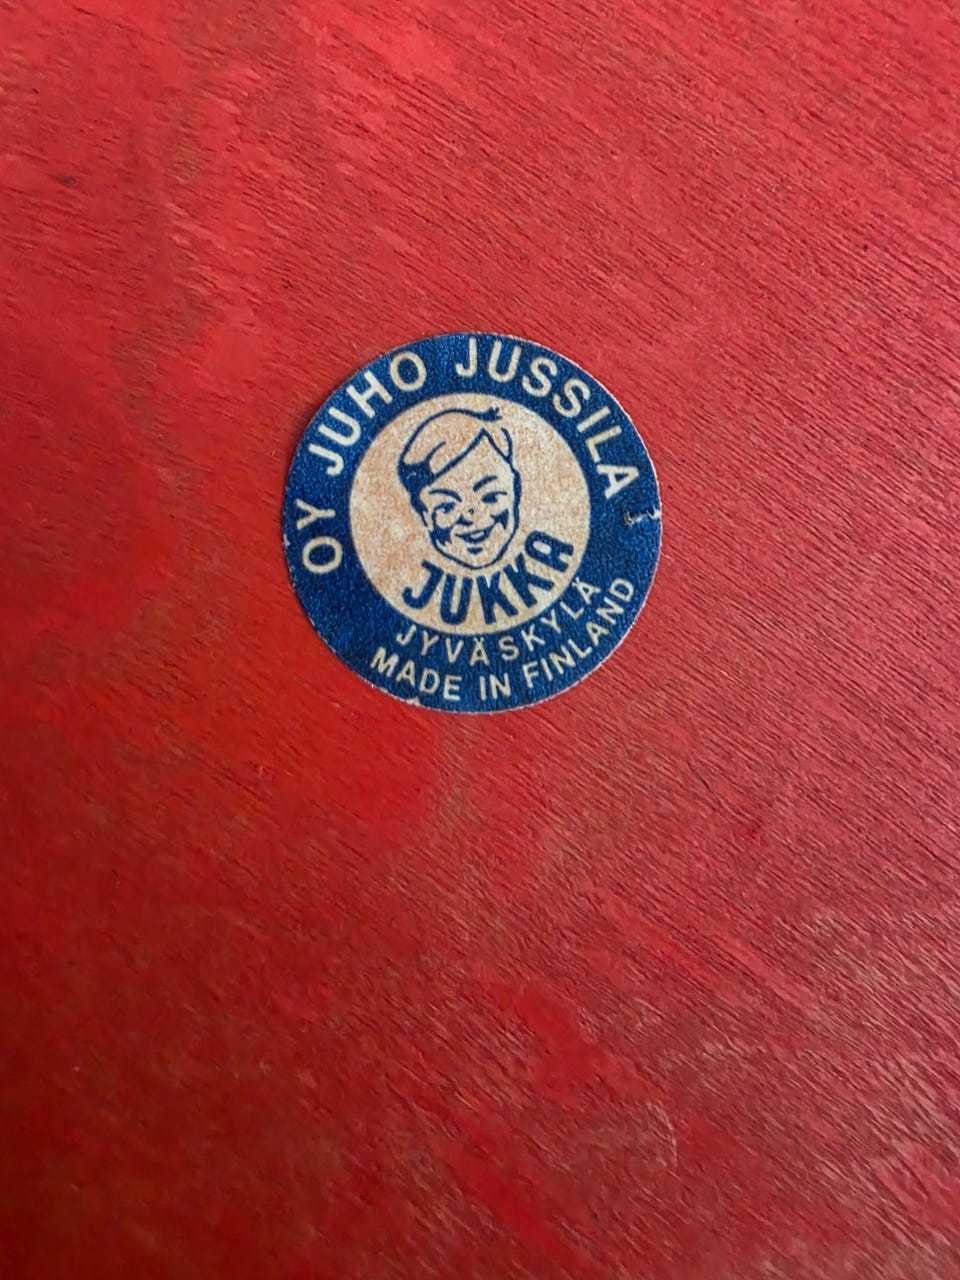 OY JUHO JUSSILA
JUKKA
JYVÄSKYLÄ
MADE IN FINLAND